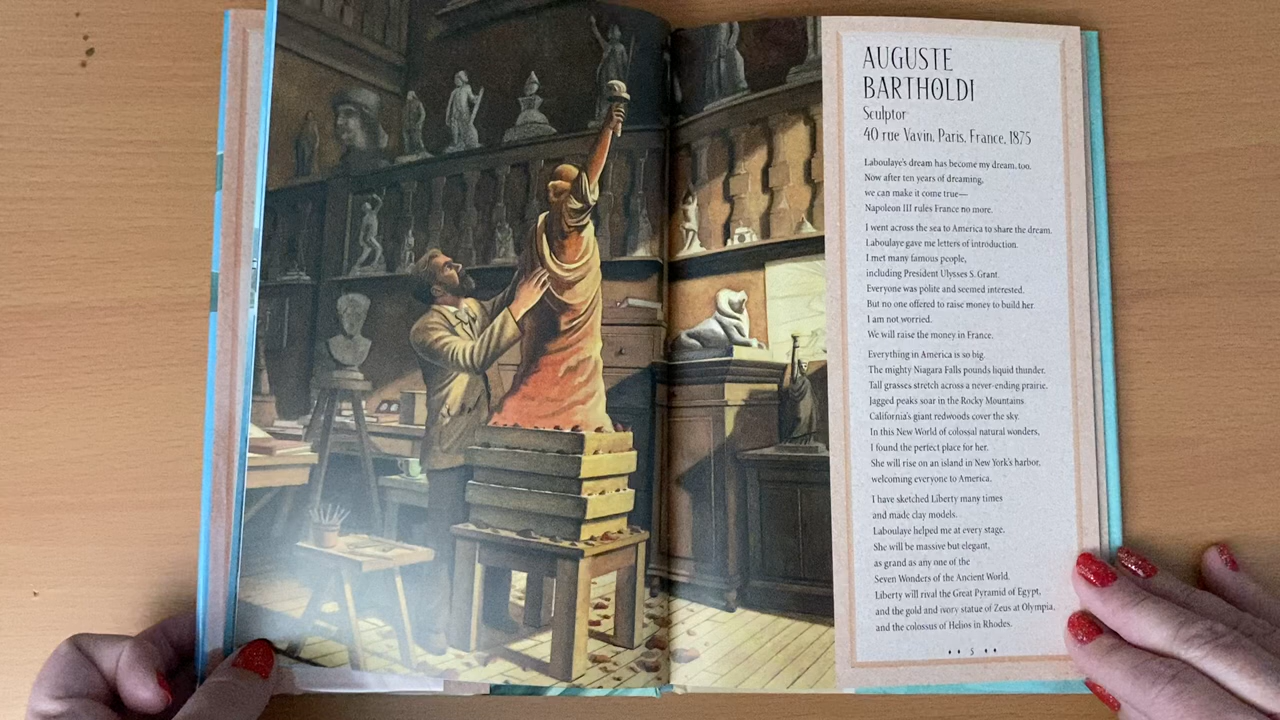 AUGUSTE
BARTHOLDI
Sculptor
40 rue Vavin, Paris, France, 1875
Laboulaye's dream has become my dream, too.
Now after ten years of dreaming,
we can make it come true—
Napoleon III rules France no more.
I went across the sea to America to share the dream.
Laboulaye gave me letters of introduction.
I met many famous people,
including President Ulysses S. Grant.
Everyone was polite and seemed interested.
But no one offered to raise money to build her.
I am not worried.
We will raise the money in France.
Everything in America is so big.
The mighty Niagara Falls pounds liquid thunder.
Tall grasses stretch across a never-ending prairie.
Jagged peaks soar in the Rocky Mountains.
California's giant redwoods cover the sky.
In this New World of colossal natural wonders,
I found the perfect place for her.
She will rise on an island in New York's harbor,
welcoming everyone to America.
I have sketched Liberty many times
and made clay models.
Laboulaye helped me at every stage.
She will be massive but elegant,
as grand as any one of the
Seven Wonders of the Ancient World.
Liberty will rival the Great Pyramid of Egypt,
and the gold and ivory statue of Zeus at Olympia,
and the colossus of Helios in Rhodes.
5